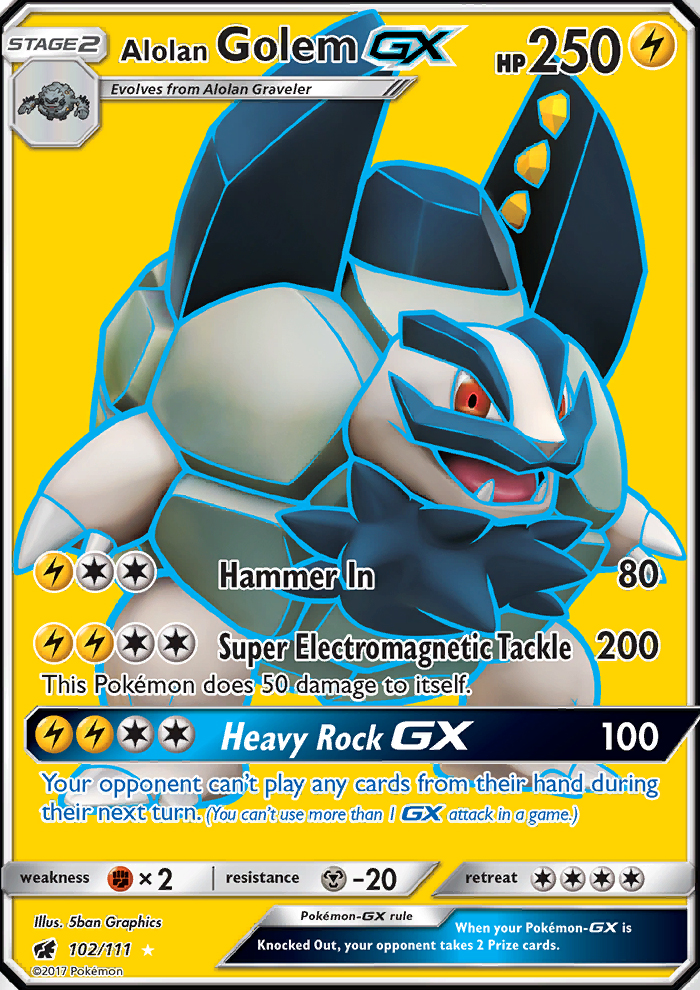 STAGE 2
Alolan Golem GX HP 250
Evolves from Alolan Graveler
Hammer In 80
Super Electromagnetic Tackle 200
This Pokémon does 50 damage to itself.
Heavy Rock GX 100
Your opponent can't play any cards from their hand during
their next turn. (You can't use more than 1 GX attack in a game.)
weakness × 2 resistance -20 retreat
Illus. 5ban Graphics
102/111
©2017 Pokémon
Pokémon-GX rule
When your Pokémon-GX is
Knocked Out, your opponent takes 2 Prize cards.